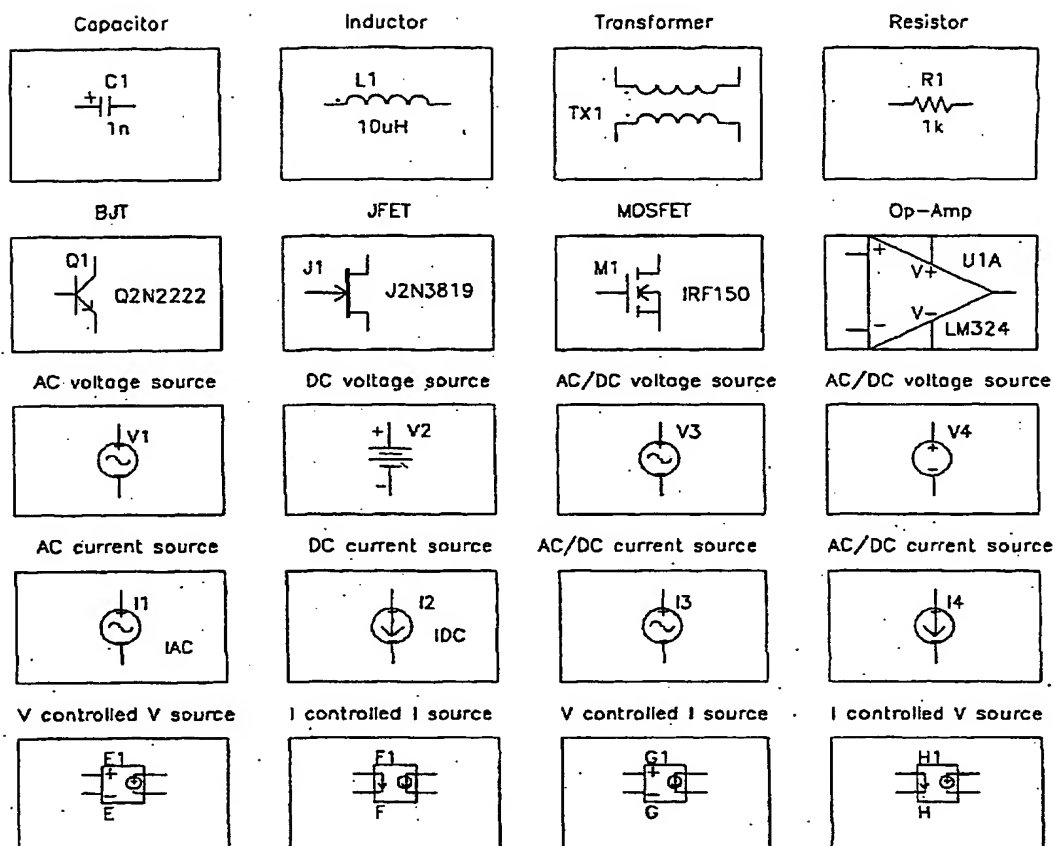 Capacitor
Inductor
Transformer
Resistor
C1
+
1n
L1
10uH
TX1
R1
1k
BJT
JFET
MOSFET
Op-Amp
Q1
Q2N2222
J1
J2N3819
M1
IRF150
+
V+
U1A
-
V-
LM324
AC voltage source
DC voltage source
AC/DC voltage source
AC/DC voltage source
V1
+
V2
-
V3
+
V4
-
AC current source
DC current source
AC/DC current source
AC/DC current source
I1
IAC
I2
IDC
I3
I4
V controlled V source
I controlled I source
V controlled I source
I controlled V source
E1
+
-
E
F1
F
G1
+
-
G
H1
+
H